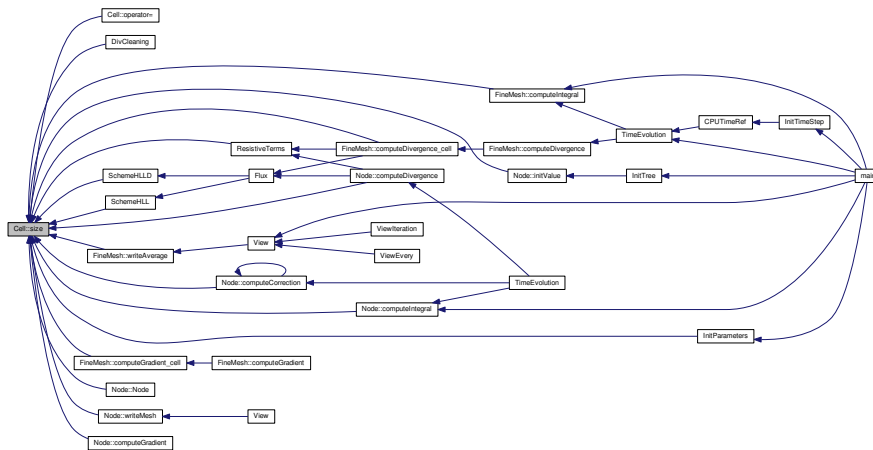 Cell::operator=
DivCleaning
FineMesh::computeIntegral
CPUTimeRef
InitTimeStep
TimeEvolution
ResistiveTerms
FineMesh::computeDivergence_cell
FineMesh::computeDivergence
SchemeHLLD
Flux
Node::computeDivergence
Node::initValue
InitTree
main
SchemeHLL
Cell::size
ViewIteration
View
FineMesh::writeAverage
ViewEvery
Node::computeCorrection
TimeEvolution
Node::computeIntegral
InitParameters
FineMesh::computeGradient_cell
FineMesh::computeGradient
Node::Node
Node::writeMesh
View
Node::computeGradient